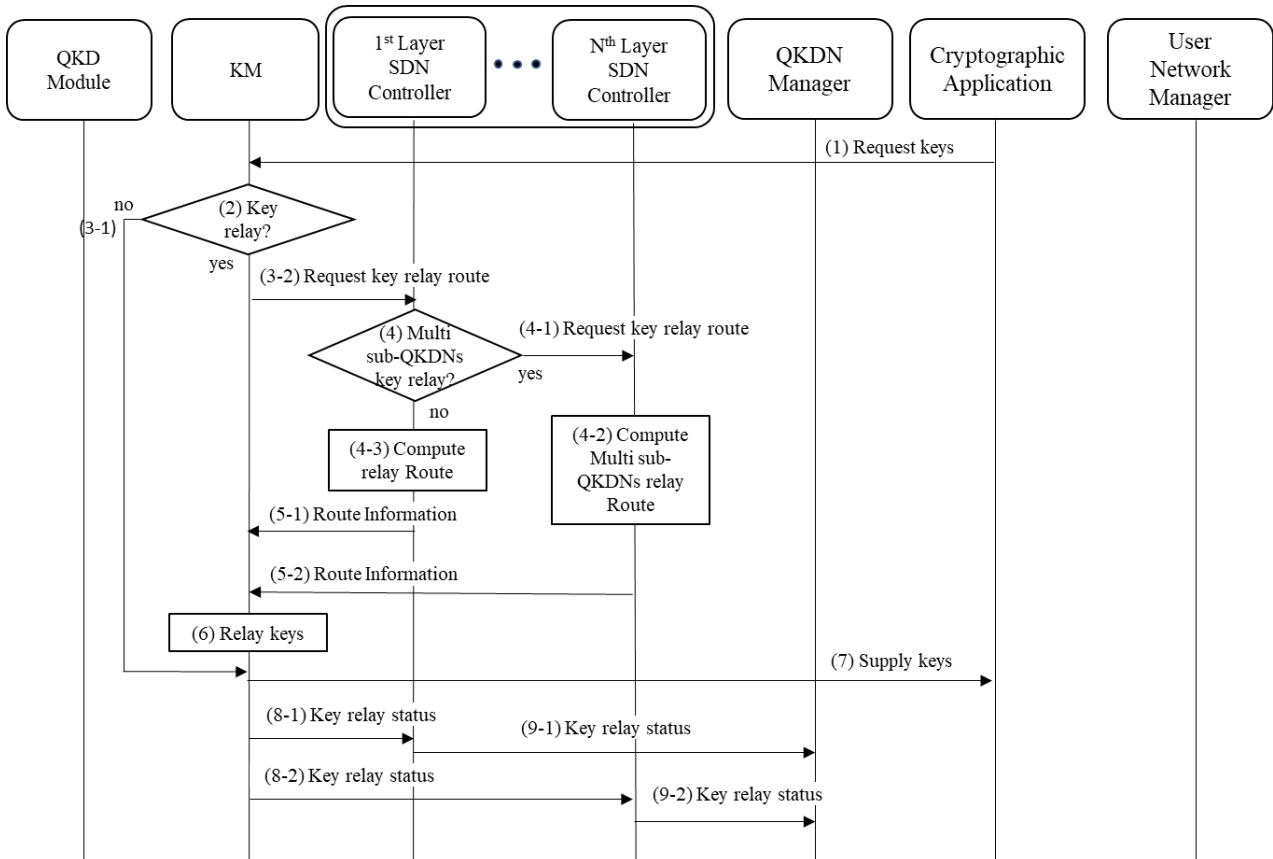 QKD
Module
KM
1st Layer
SDN
Controller
Nth Layer
SDN
Controller
QKDN
Manager
Cryptographic
Application
User
Network
Manager
(1) Request keys
no
(3-1)
(2) Key
relay?
yes
(3-2) Request key relay route
(4) Multi
sub-QKDNs
key relay?
(4-1) Request key relay route
yes
no
(4-3) Compute
relay Route
(4-2) Compute
Multi sub-
QKDNs relay
Route
(5-1) Route Information
(5-2) Route Information
(6) Relay keys
(7) Supply keys
(8-1) Key relay status
(9-1) Key relay status
(8-2) Key relay status
(9-2) Key relay status